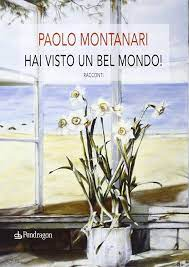 PAOLO MONTANARI
HAI VISTO UN BEL MONDO!
RACCONTI
Pendragon